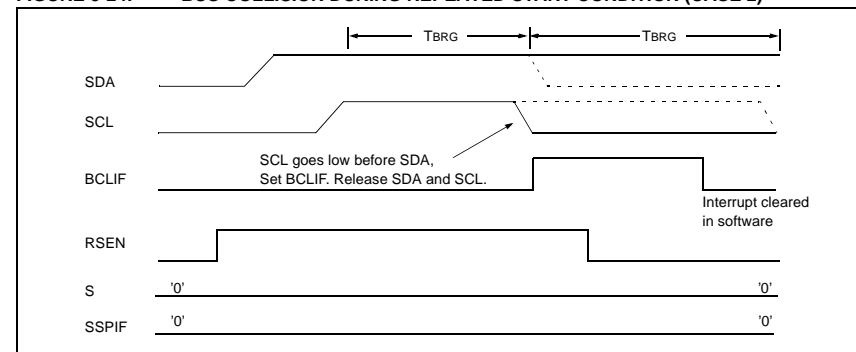 FIGURE 9-24: BUS COLLISION DURING REPEATED START CONDITION (CASE 2)
TBRG TBRG
SDA
SCL
SCL goes low before SDA,
Set BCLIF. Release SDA and SCL.
BCLIF
Interrupt cleared
in software
RSEN
S '0' '0'
SSPIF '0' '0'